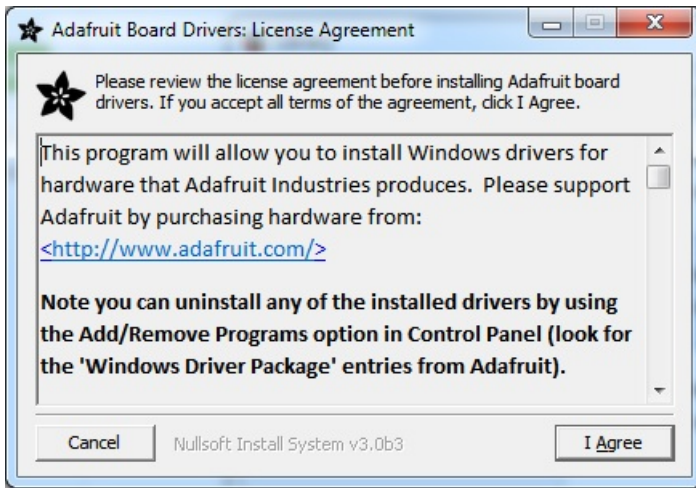 Adafruit Board Drivers: License Agreement
Please review the license agreement before installing Adafruit board
drivers. If you accept all terms of the agreement, click I Agree.
This program will allow you to install Windows drivers for
hardware that Adafruit Industries produces.  Please support
Adafruit by purchasing hardware from:
<http://www.adafruit.com/>
Note you can uninstall any of the installed drivers by using
the Add/Remove Programs option in Control Panel (look for
the 'Windows Driver Package' entries from Adafruit).
Cancel
Nullsoft Install System v3.0b3
I Agree